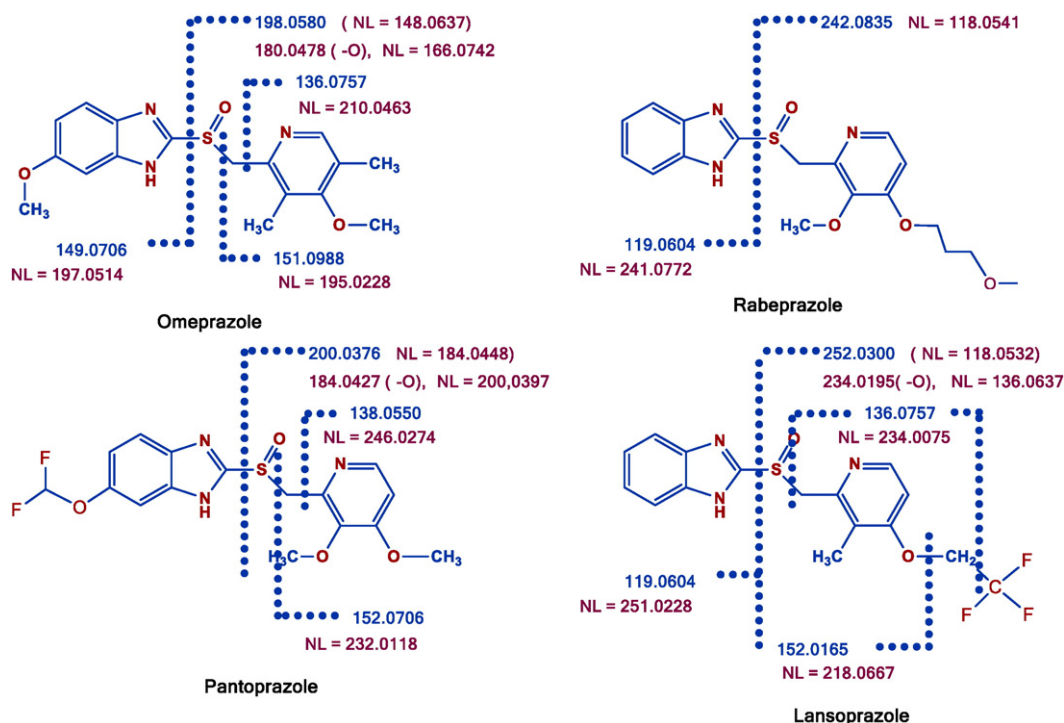 198.0580 ( NL = 148.0637)
180.0478 ( -O), NL = 166.0742
136.0757
NL = 210.0463
O
N
S
N
N
H
O
CH₃
CH₃
H₃C
O
CH₃
149.0706
NL = 197.0514
151.0988
NL = 195.0228
Omeprazole
242.0835 NL = 118.0541
O
N
S
N
N
H
H₃C
O
O
O
119.0604
NL = 241.0772
Rabeprazole
200.0376 NL = 184.0448)
184.0427 ( -O), NL = 200,0397
138.0550
NL = 246.0274
O
N
S
N
N
H
F
F
O
H₃C
O
O
CH₃
152.0706
NL = 232.0118
Pantoprazole
252.0300 ( NL = 118.0532)
234.0195(-O), NL = 136.0637
136.0757
NL = 234.0075
O
N
S
N
N
H
H₃C
O
CH₂
C
F
F
F
119.0604
NL = 251.0228
152.0165
NL = 218.0667
Lansoprazole